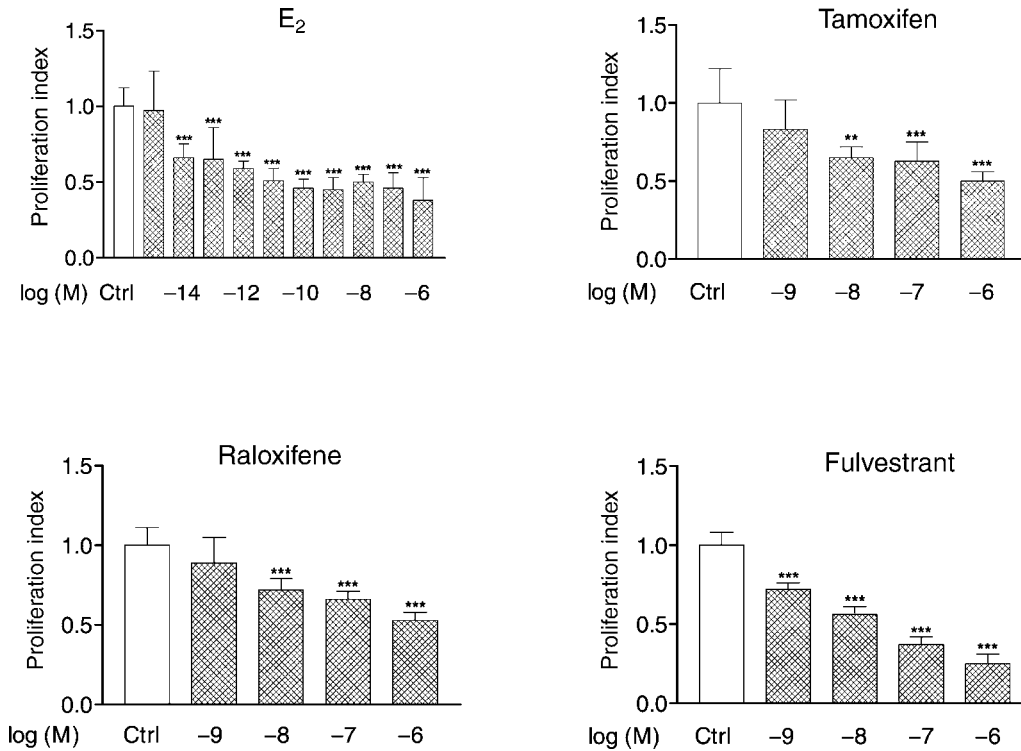 E₂
Proliferation index
1.5
1.0
0.5
0.0
*** *** *** *** *** *** *** *** ***
log (M) Ctrl −14 −12 −10 −8 −6
Tamoxifen
Proliferation index
1.5
1.0
0.5
0.0
** *** ***
log (M) Ctrl −9 −8 −7 −6
Raloxifene
Proliferation index
1.5
1.0
0.5
0.0
*** *** ***
log (M) Ctrl −9 −8 −7 −6
Fulvestrant
Proliferation index
1.5
1.0
0.5
0.0
*** *** *** ***
log (M) Ctrl −9 −8 −7 −6